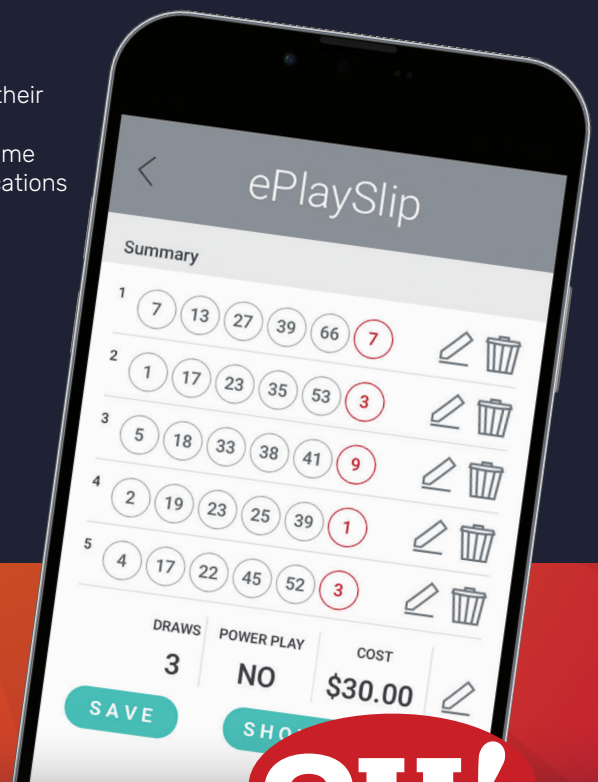 their
me
cations
ePlaySlip
Summary
1 7 13 27 39 66 7
2 1 17 23 35 53 3
3 5 18 33 38 41 9
4 2 19 23 25 39 1
5 4 17 22 45 52 3
DRAWS POWER PLAY COST
3 NO $30.00
SAVE